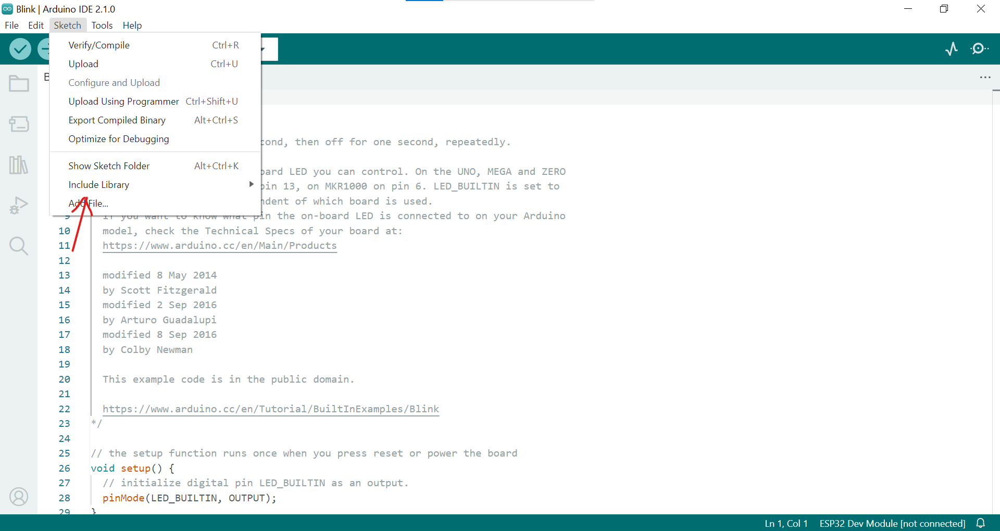 Blink | Arduino IDE 2.1.0
File Edit Sketch Tools Help
Verify/Compile Ctrl+R
Upload Ctrl+U
Configure and Upload
Upload Using Programmer Ctrl+Shift+U
Export Compiled Binary Alt+Ctrl+S
Optimize for Debugging
Show Sketch Folder Alt+Ctrl+K
Include Library
Add File...
B
cond, then off for one second, repeatedly.
board LED you can control. On the UNO, MEGA and ZERO
pin 13, on MKR1000 on pin 6. LED_BUILTIN is set to
ndent of which board is used.
9 If you want to know what pin the on-board LED is connected to on your Arduino
10 model, check the Technical Specs of your board at:
11 https://www.arduino.cc/en/Main/Products
12
13 modified 8 May 2014
14 by Scott Fitzgerald
15 modified 2 Sep 2016
16 by Arturo Guadalupi
17 modified 8 Sep 2016
18 by Colby Newman
19
20 This example code is in the public domain.
21
22 https://www.arduino.cc/en/Tutorial/BuiltInExamples/Blink
23 */
24
25 // the setup function runs once when you press reset or power the board
26 void setup() {
27 // initialize digital pin LED_BUILTIN as an output.
28 pinMode(LED_BUILTIN, OUTPUT);
29 }
Ln 1, Col 1 ESP32 Dev Module [not connected]